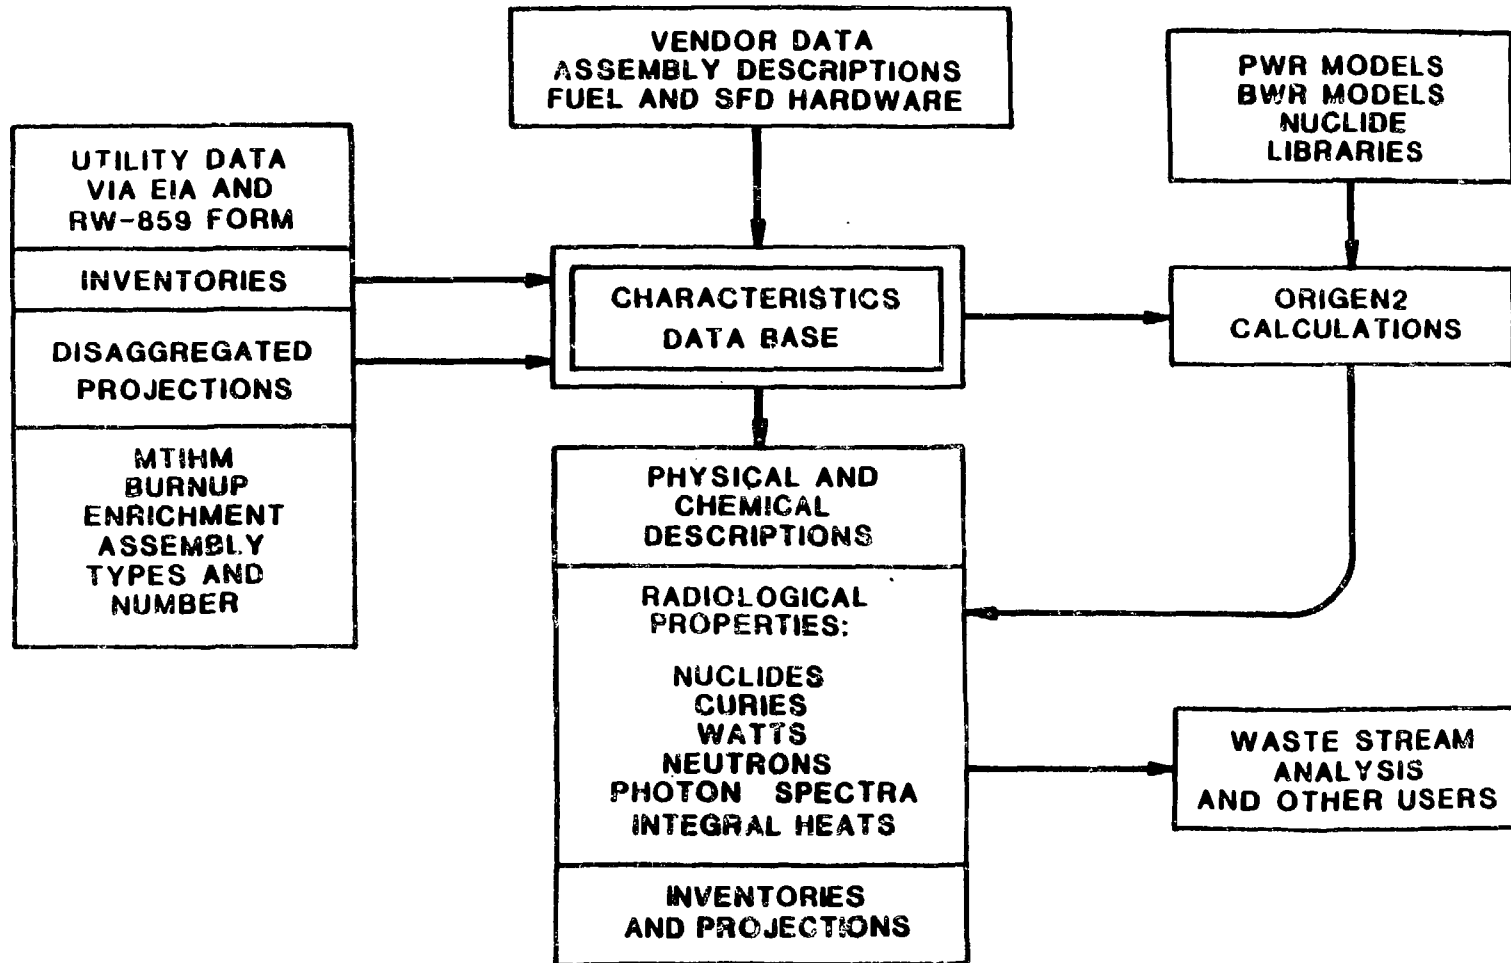 VENDOR DATA
ASSEMBLY DESCRIPTIONS
FUEL AND SFD HARDWARE
PWR MODELS
BWR MODELS
NUCLIDE
LIBRARIES
UTILITY DATA
VIA EIA AND
RW-859 FORM
INVENTORIES
DISAGGREGATED
PROJECTIONS
MTIHM
BURNUP
ENRICHMENT
ASSEMBLY
TYPES AND
NUMBER
CHARACTERISTICS
DATA BASE
ORIGEN2
CALCULATIONS
PHYSICAL AND
CHEMICAL
DESCRIPTIONS
RADIOLOGICAL
PROPERTIES:
NUCLIDES
CURIES
WATTS
NEUTRONS
PHOTON SPECTRA
INTEGRAL HEATS
INVENTORIES
AND PROJECTIONS
WASTE STREAM
ANALYSIS
AND OTHER USERS